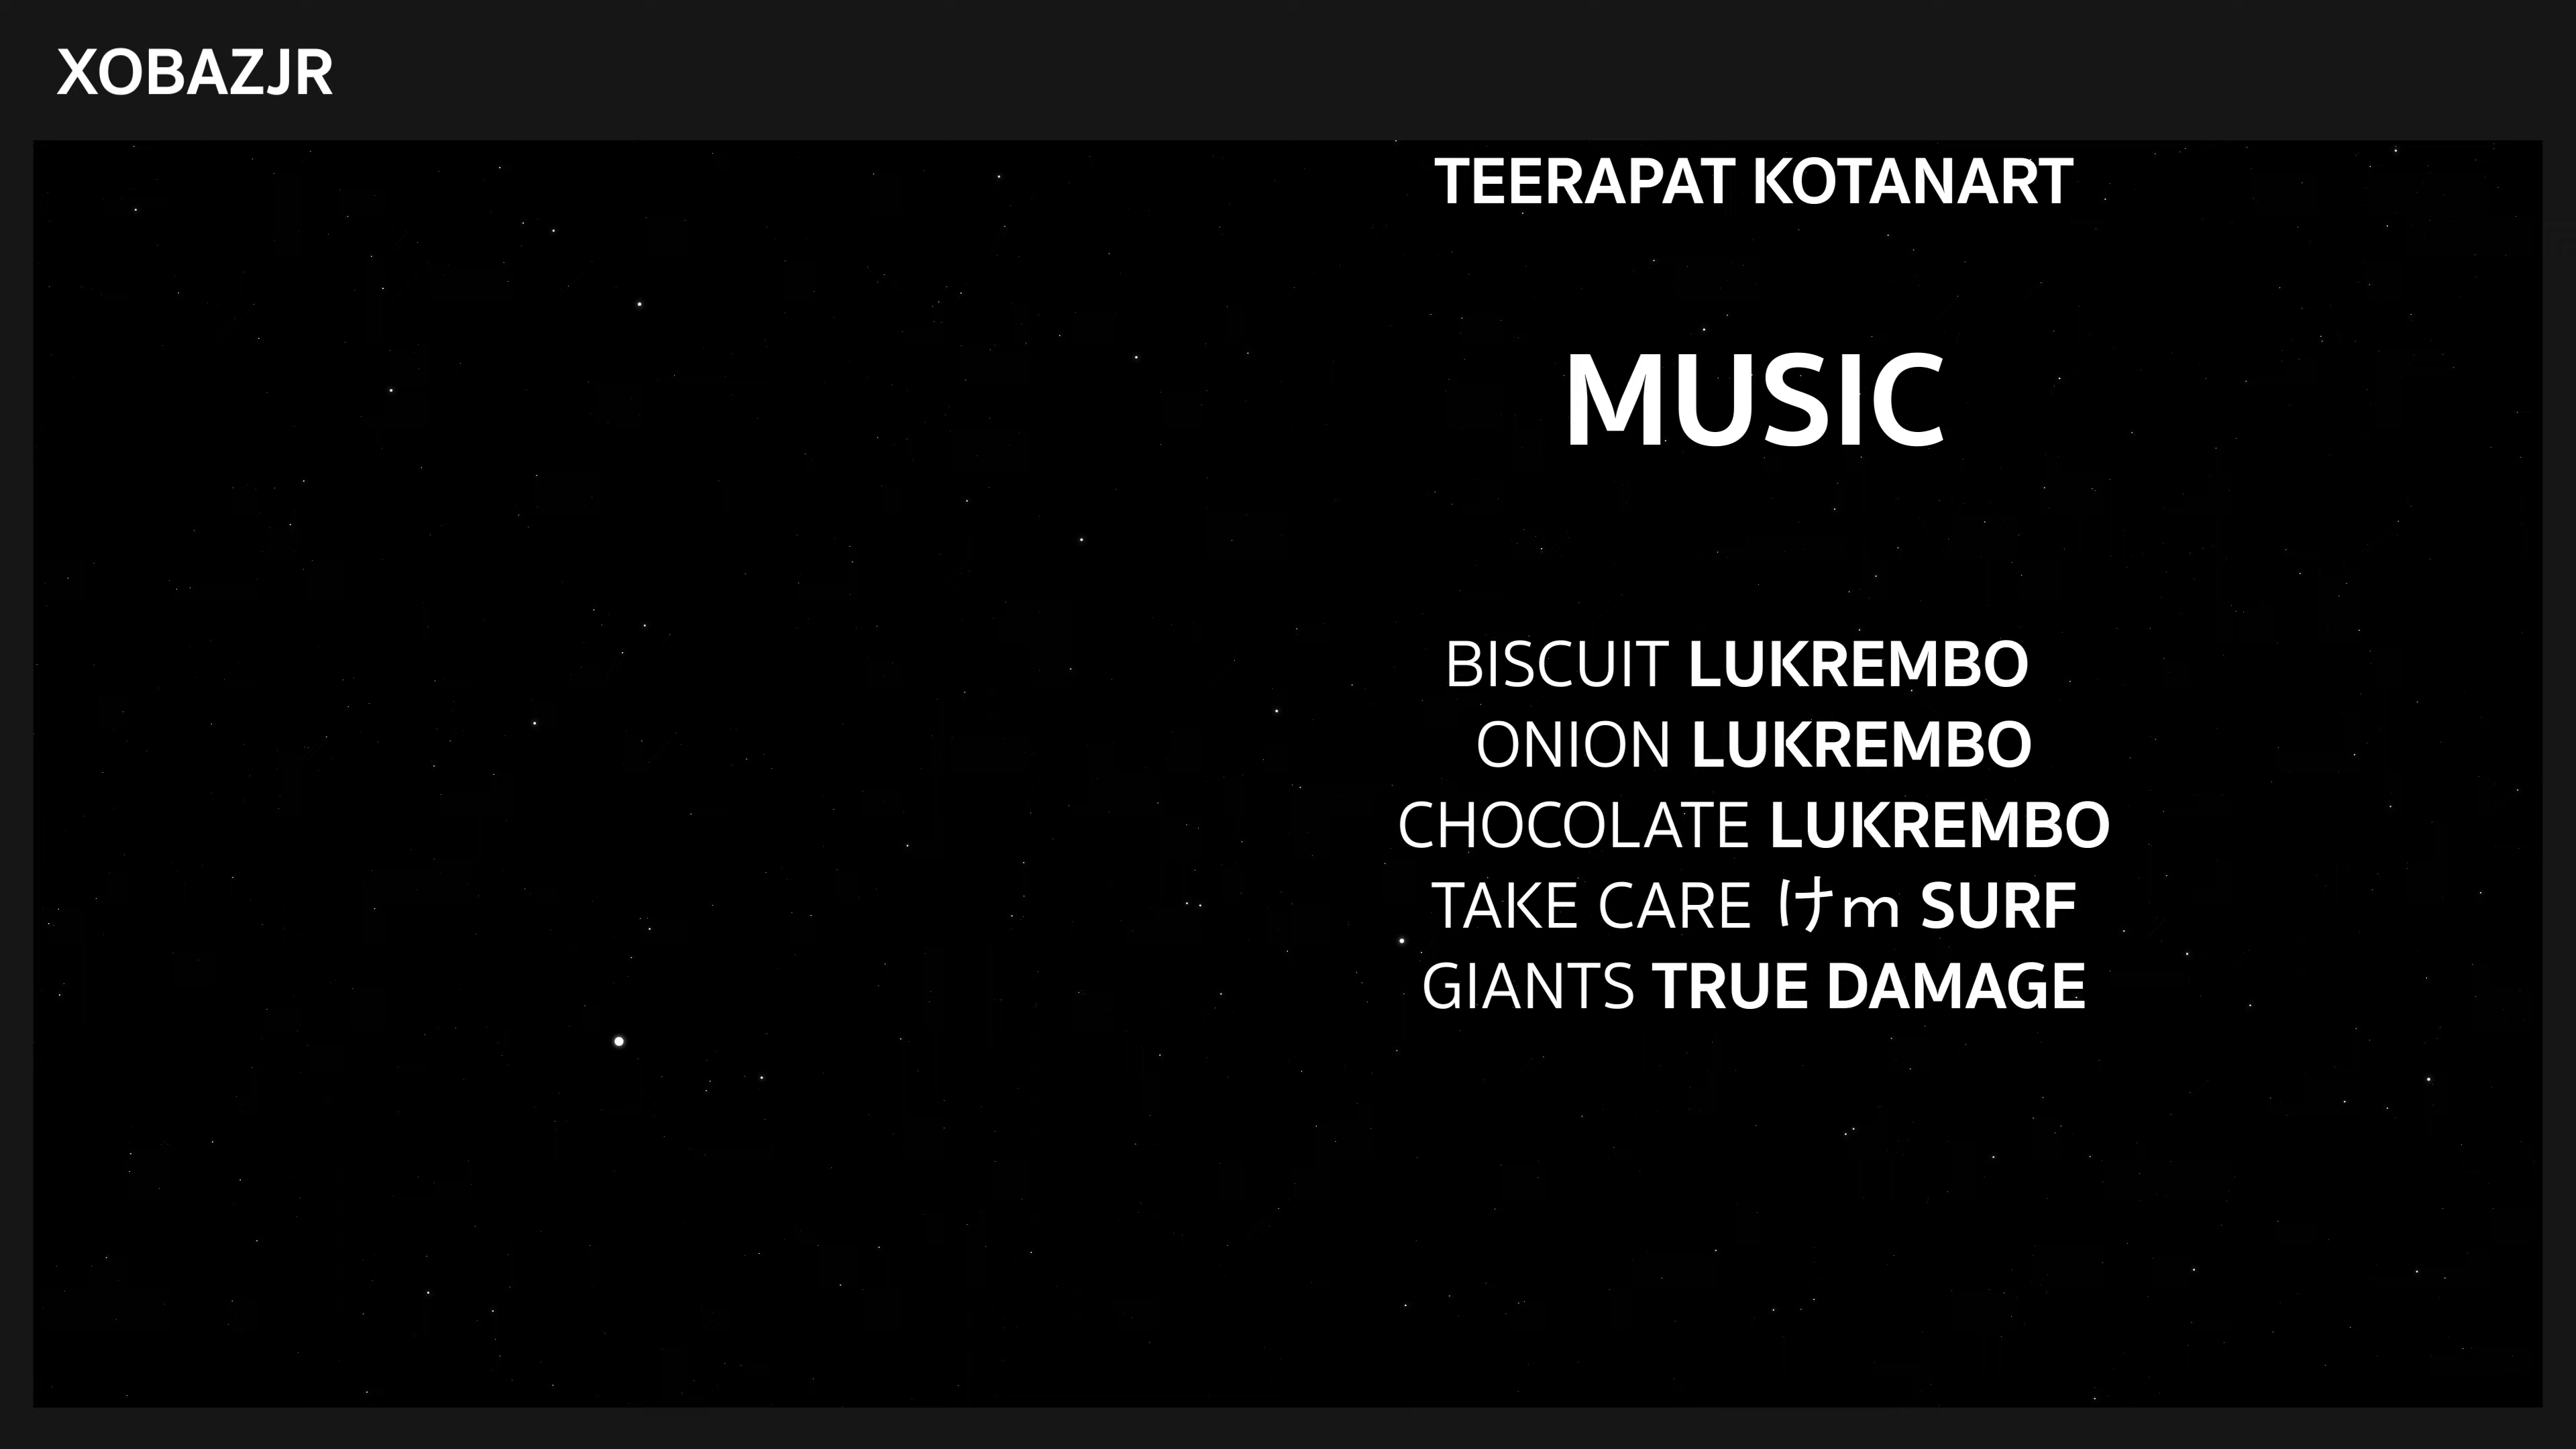 XOBAZJR
TEERAPAT KOTANART
MUSIC
BISCUIT LUKREMBO
ONION LUKREMBO
CHOCOLATE LUKREMBO
TAKE CARE けm SURF
GIANTS TRUE DAMAGE